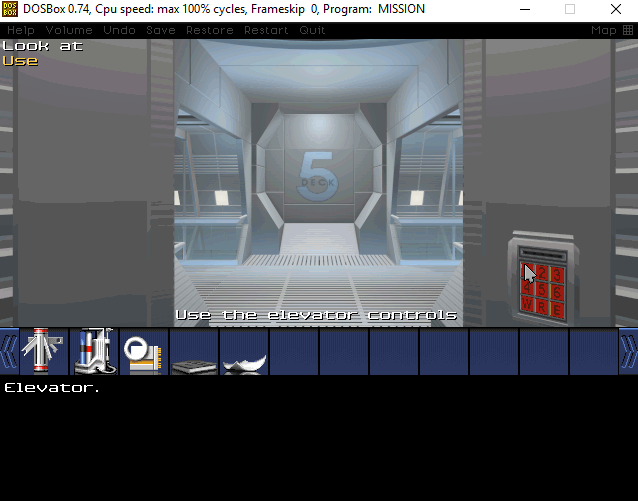 DOSBox 0.74, Cpu speed: max 100% cycles, Frameskip 0, Program: MISSION
Help Volume Undo Save Restore Restart Quit Map
Look at
Use
5
DECK
2 3
4 5 6
W R E
Use the elevator controls
Elevator.